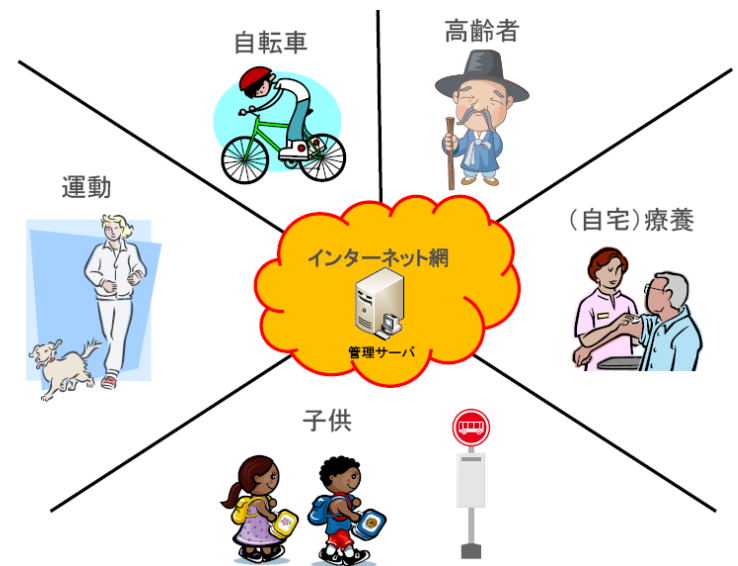 自転車
高齢者
運動
（自宅）療養
インターネット網
管理サーバ
子供